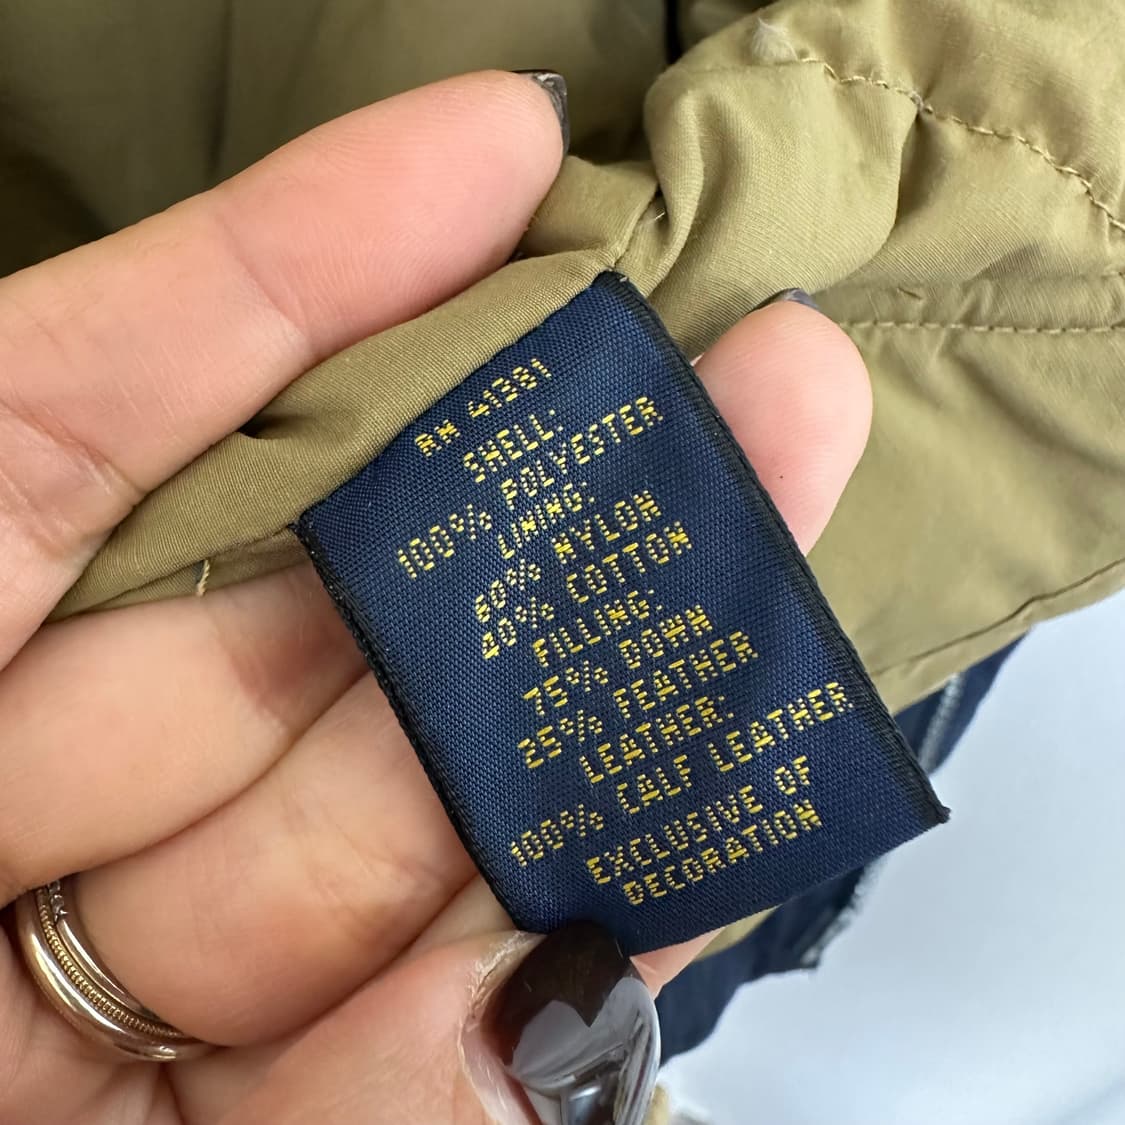 RN 41381
SHELL:
100% POLYESTER
LINING:
60% NYLON
40% COTTON
FILLING:
75% DOWN
25% FEATHER
LEATHER:
100% CALF LEATHER
EXCLUSIVE OF
DECORATION